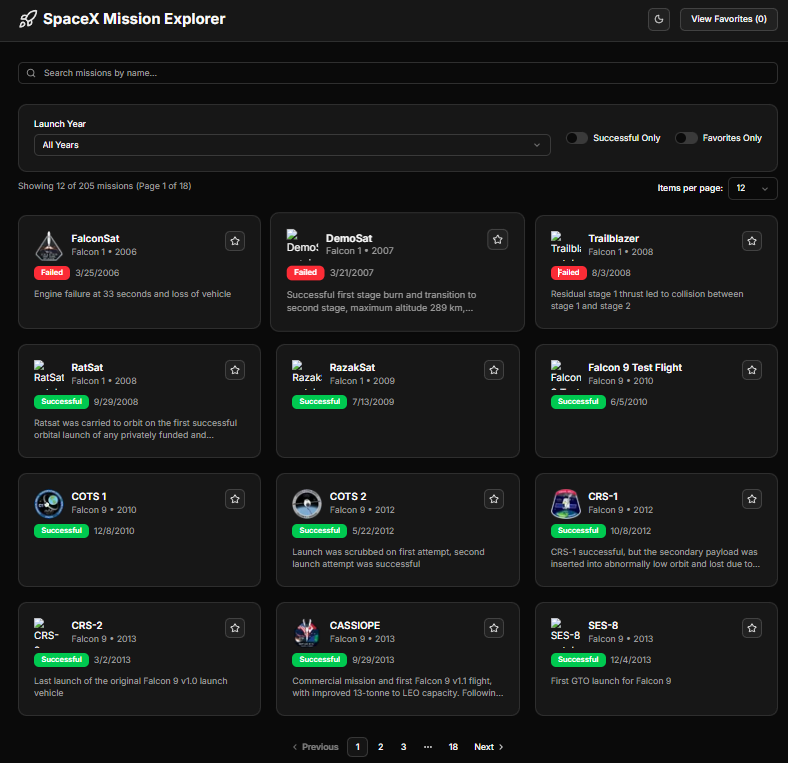 SpaceX Mission Explorer
View Favorites (0)
Search missions by name...
Launch Year
All Years
Successful Only
Favorites Only
Showing 12 of 205 missions (Page 1 of 18)
Items per page:
12
FalconSat
Falcon 1 • 2006
Failed
3/25/2006
Engine failure at 33 seconds and loss of vehicle
DemoS
DemoSat
Falcon 1 • 2007
Failed
3/21/2007
Successful first stage burn and transition to
second stage, maximum altitude 289 km,...
Trailbl
Trailblazer
Falcon 1 • 2008
Failed
8/3/2008
Residual stage 1 thrust led to collision between
stage 1 and stage 2
RatSat
RatSat
Falcon 1 • 2008
Successful
9/29/2008
Ratsat was carried to orbit on the first successful
orbital launch of any privately funded and...
Razak
RazakSat
Falcon 1 • 2009
Successful
7/13/2009
Falcon
Falcon 9 Test Flight
Falcon 9 • 2010
Successful
6/5/2010
COTS 1
Falcon 9 • 2010
Successful
12/8/2010
COTS 2
Falcon 9 • 2012
Successful
5/22/2012
Launch was scrubbed on first attempt, second
launch attempt was successful
CRS-1
Falcon 9 • 2012
Successful
10/8/2012
CRS-1 successful, but the secondary payload was
inserted into abnormally low orbit and lost due to...
CRS-
CRS-2
Falcon 9 • 2013
Successful
3/2/2013
Last launch of the original Falcon 9 v1.0 launch
vehicle
CASSIOPE
Falcon 9 • 2013
Successful
9/29/2013
Commercial mission and first Falcon 9 v1.1 flight,
with improved 13-tonne to LEO capacity. Followin...
SES-8
SES-8
Falcon 9 • 2013
Successful
12/4/2013
First GTO launch for Falcon 9
Previous
1
2
3
...
18
Next